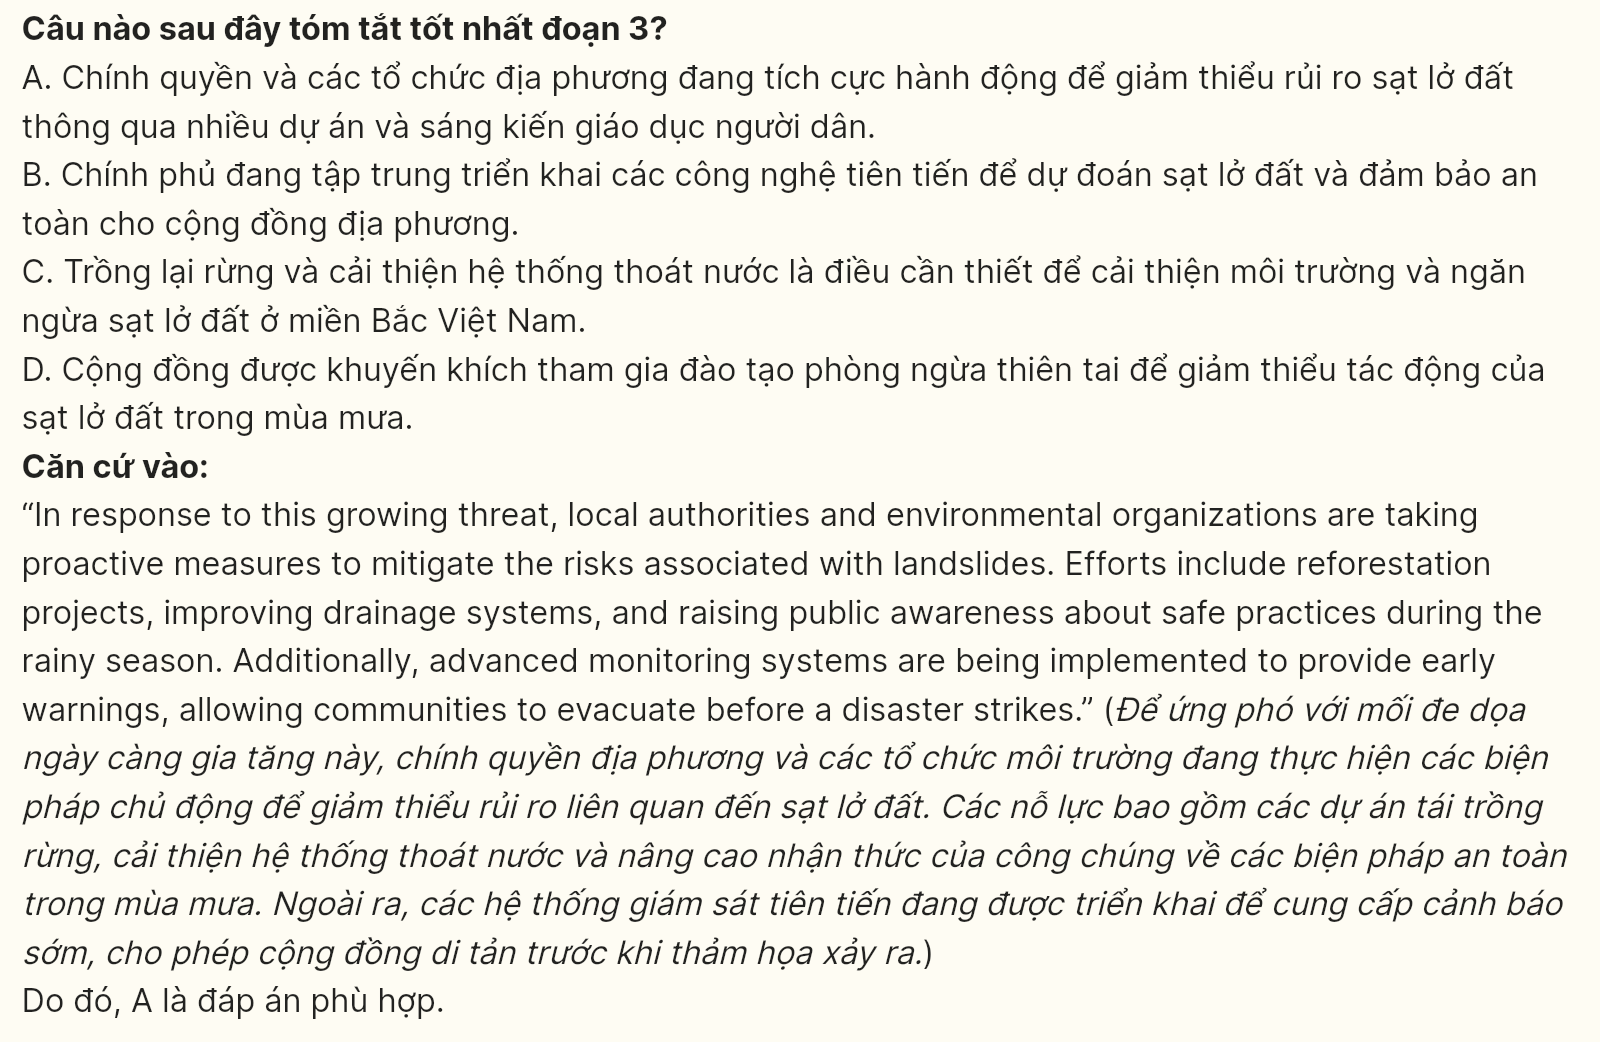 Câu nào sau đây tóm tắt tốt nhất đoạn 3?
A. Chính quyền và các tổ chức địa phương đang tích cực hành động để giảm thiểu rủi ro sạt lở đất
thông qua nhiều dự án và sáng kiến giáo dục người dân.
B. Chính phủ đang tập trung triển khai các công nghệ tiên tiến để dự đoán sạt lở đất và đảm bảo an
toàn cho cộng đồng địa phương.
C. Trồng lại rừng và cải thiện hệ thống thoát nước là điều cần thiết để cải thiện môi trường và ngăn
ngừa sạt lở đất ở miền Bắc Việt Nam.
D. Cộng đồng được khuyến khích tham gia đào tạo phòng ngừa thiên tai để giảm thiểu tác động của
sạt lở đất trong mùa mưa.
Căn cứ vào:
“In response to this growing threat, local authorities and environmental organizations are taking
proactive measures to mitigate the risks associated with landslides. Efforts include reforestation
projects, improving drainage systems, and raising public awareness about safe practices during the
rainy season. Additionally, advanced monitoring systems are being implemented to provide early
warnings, allowing communities to evacuate before a disaster strikes.” (Để ứng phó với mối đe dọa
ngày càng gia tăng này, chính quyền địa phương và các tổ chức môi trường đang thực hiện các biện
pháp chủ động để giảm thiểu rủi ro liên quan đến sạt lở đất. Các nỗ lực bao gồm các dự án tái trồng
rừng, cải thiện hệ thống thoát nước và nâng cao nhận thức của công chúng về các biện pháp an toàn
trong mùa mưa. Ngoài ra, các hệ thống giám sát tiên tiến đang được triển khai để cung cấp cảnh báo
sớm, cho phép cộng đồng di tản trước khi thảm họa xảy ra.)
Do đó, A là đáp án phù hợp.